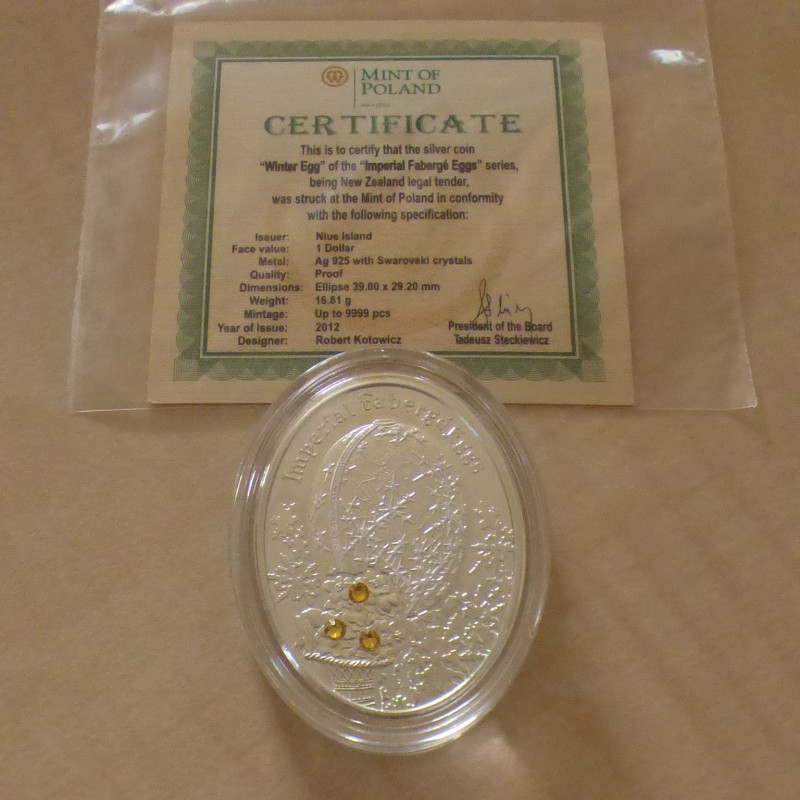 MINT OF
POLAND
CERTIFICATE
This is to certify that the silver coin
"Winter Egg" of the "Imperial Fabergé Eggs" series,
being New Zealand legal tender,
was struck at the Mint of Poland in conformity
with the following specification:
Issuer: Niue Island
Face value: 1 Dollar
Metal: Ag 925 with Swarovski crystals
Quality: Proof
Dimensions: Ellipse 39.00 x 29.20 mm
Weight: 16.81 g
Mintage: Up to 9999 pcs
Year of Issue: 2012
Designer: Robert Kotowicz
President of the Board
Tadeusz Steckiewicz
Imperial Fabergé Eggs